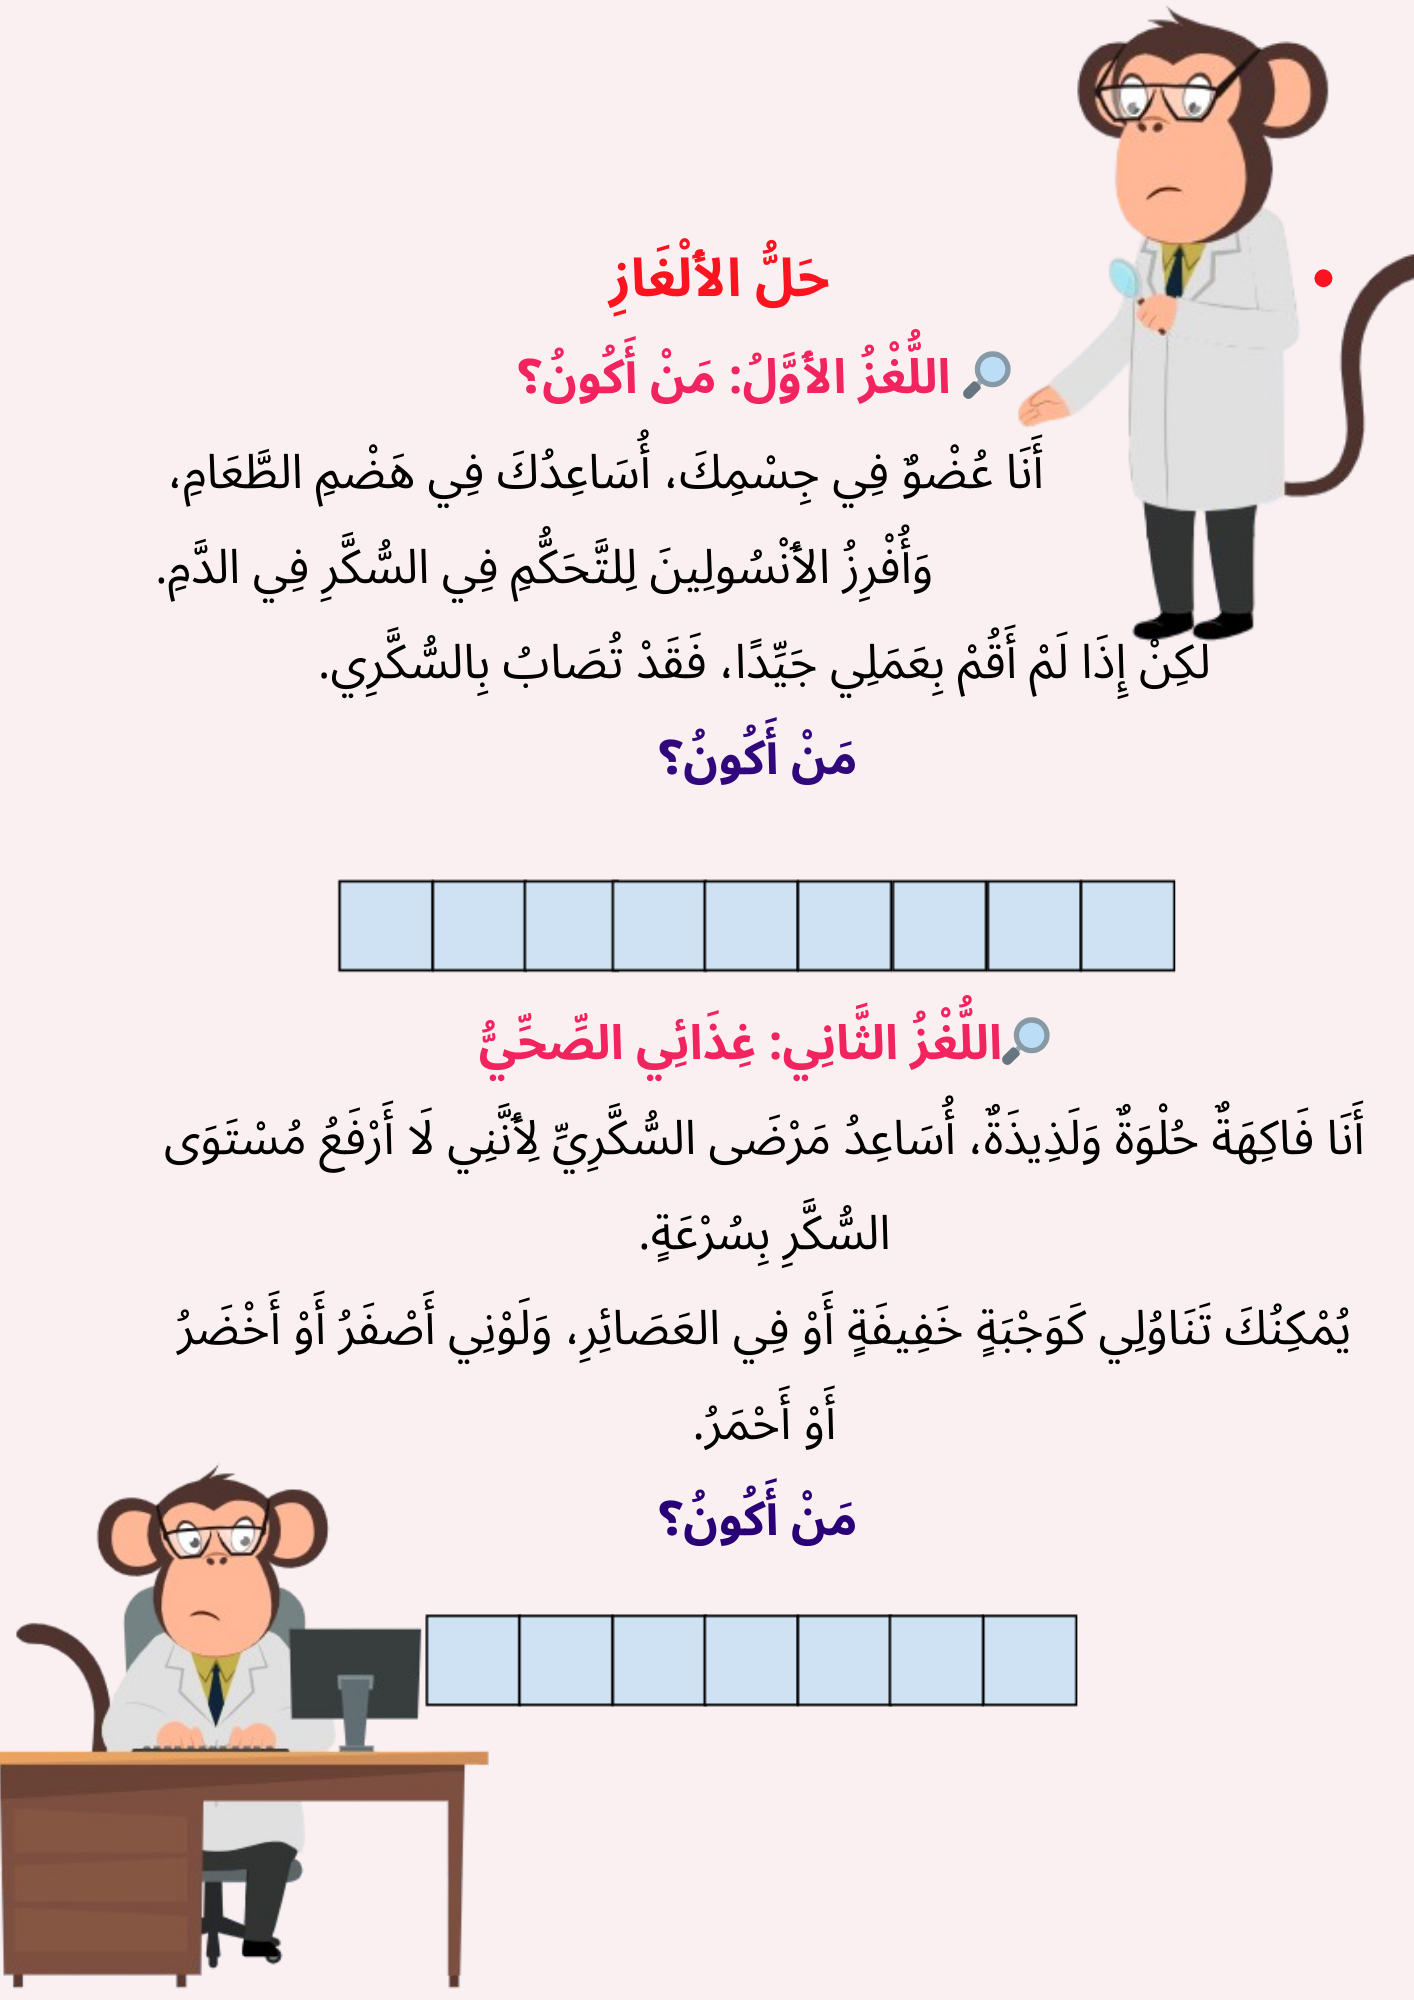 حَلُّ الأَلْغَازِ
اللُّغْزُ الأَوَّلُ: مَنْ أَكُونُ؟
أَنَا عُضْوٌ فِي جِسْمِكَ، أُسَاعِدُكَ فِي هَضْمِ الطَّعَامِ،
وَأُفْرِزُ الأَنْسُولِينَ لِلتَّحَكُّمِ فِي السُّكَّرِ فِي الدَّمِ.
لَكِنْ إِذَا لَمْ أَقُمْ بِعَمَلِي جَيِّدًا، فَقَدْ تُصَابُ بِالسُّكَّرِي.
مَنْ أَكُونُ؟
اللُّغْزُ الثَّانِي: غِذَائِي الصِّحِّيُّ
أَنَا فَاكِهَةٌ حُلْوَةٌ وَلَذِيذَةٌ، أُسَاعِدُ مَرْضَى السُّكَّرِيِّ لِأَنَّنِي لَا أَرْفَعُ مُسْتَوَى
السُّكَّرِ بِسُرْعَةٍ.
يُمْكِنُكَ تَنَاوُلِي كَوَجْبَةٍ خَفِيفَةٍ أَوْ فِي العَصَائِرِ، وَلَوْنِي أَصْفَرُ أَوْ أَخْضَرُ
أَوْ أَحْمَرُ.
مَنْ أَكُونُ؟